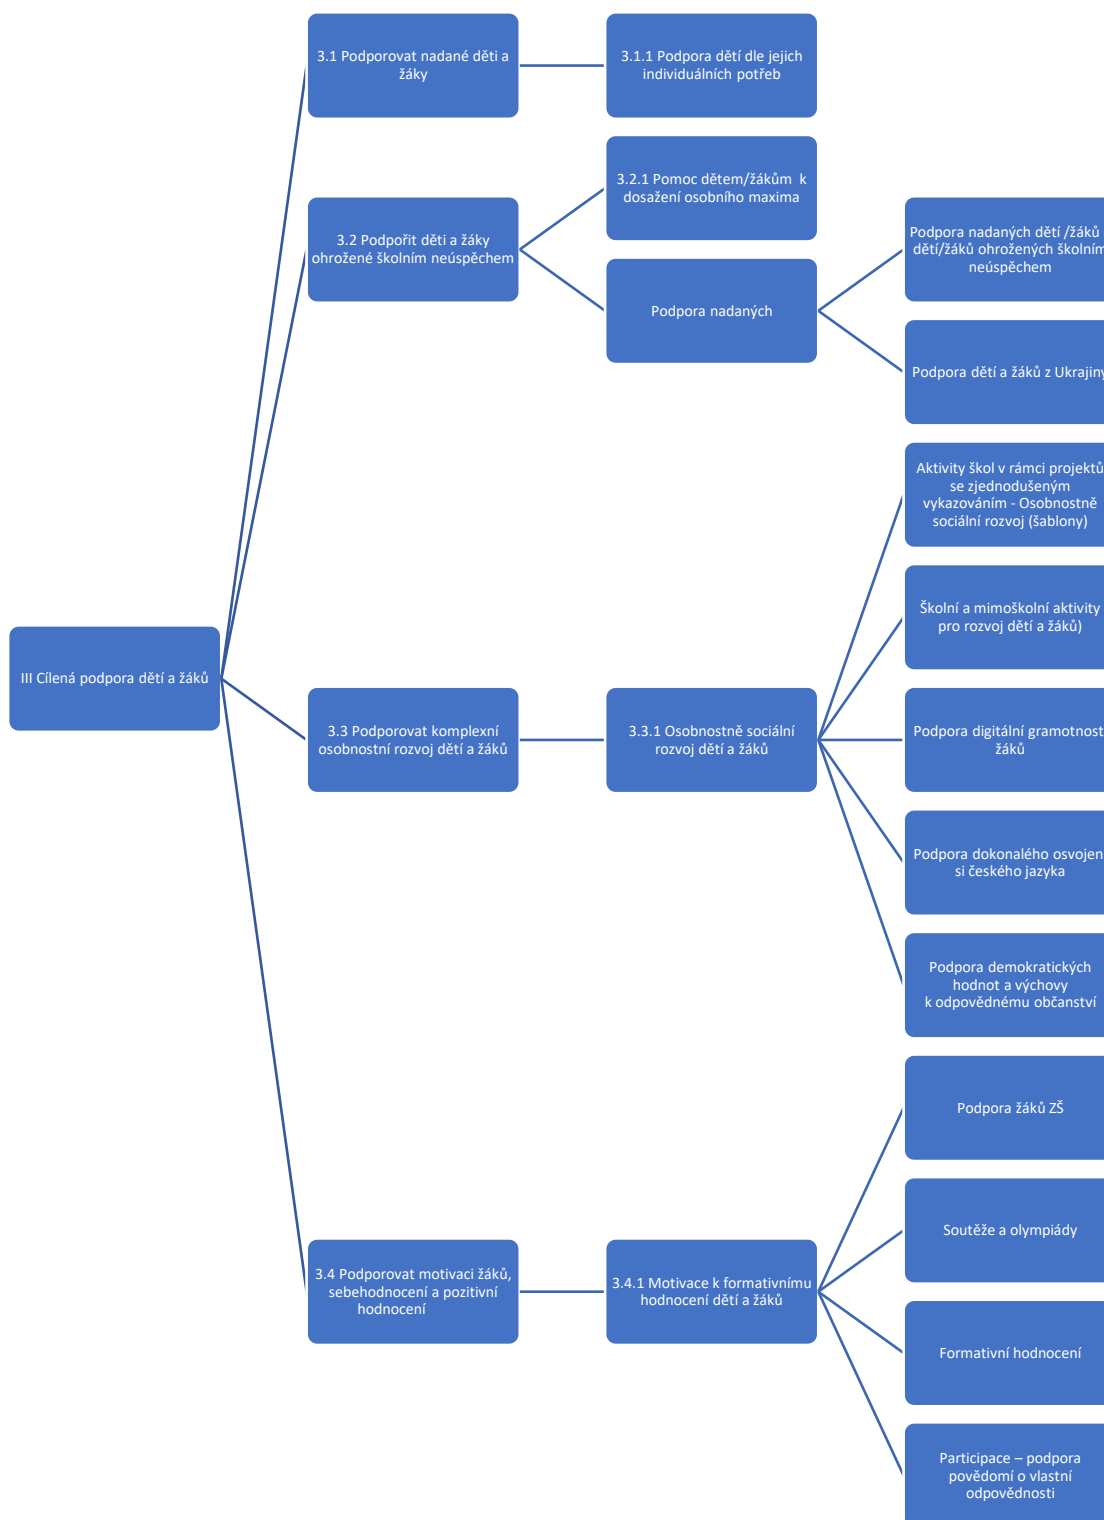 3.1 Podporovat nadané děti a
žáky
3.1.1 Podpora dětí dle jejich
individuálních potřeb
3.2.1 Pomoc dětem/žákům k
dosažení osobního maxima
3.2 Podpořit děti a žáky
ohrožené školním neúspěchem
Podpora nadaných
Podpora nadaných dětí /žáků
dětí/žáků ohrožených školním
neúspěchem
Podpora dětí a žáků z Ukrajiny
Aktivity škol v rámci projektů
se zjednodušeným
vykazováním - Osobnostně
sociální rozvoj (šablony)
Školní a mimoškolní aktivity
pro rozvoj dětí a žáků)
III Cílená podpora dětí a žáků
3.3 Podporovat komplexní
osobnostní rozvoj dětí a žáků
3.3.1 Osobnostně sociální
rozvoj dětí a žáků
Podpora digitální gramotnost
žáků
Podpora dokonalého osvojen
si českého jazyka
Podpora demokratických
hodnot a výchovy
k odpovědnému občanství
Podpora žáků ZŠ
Soutěže a olympiády
3.4 Podporovat motivaci žáků,
sebehodnocení a pozitivní
hodnocení
3.4.1 Motivace k formativnímu
hodnocení dětí a žáků
Formativní hodnocení
Participace – podpora
povědomí o vlastní
odpovědnosti